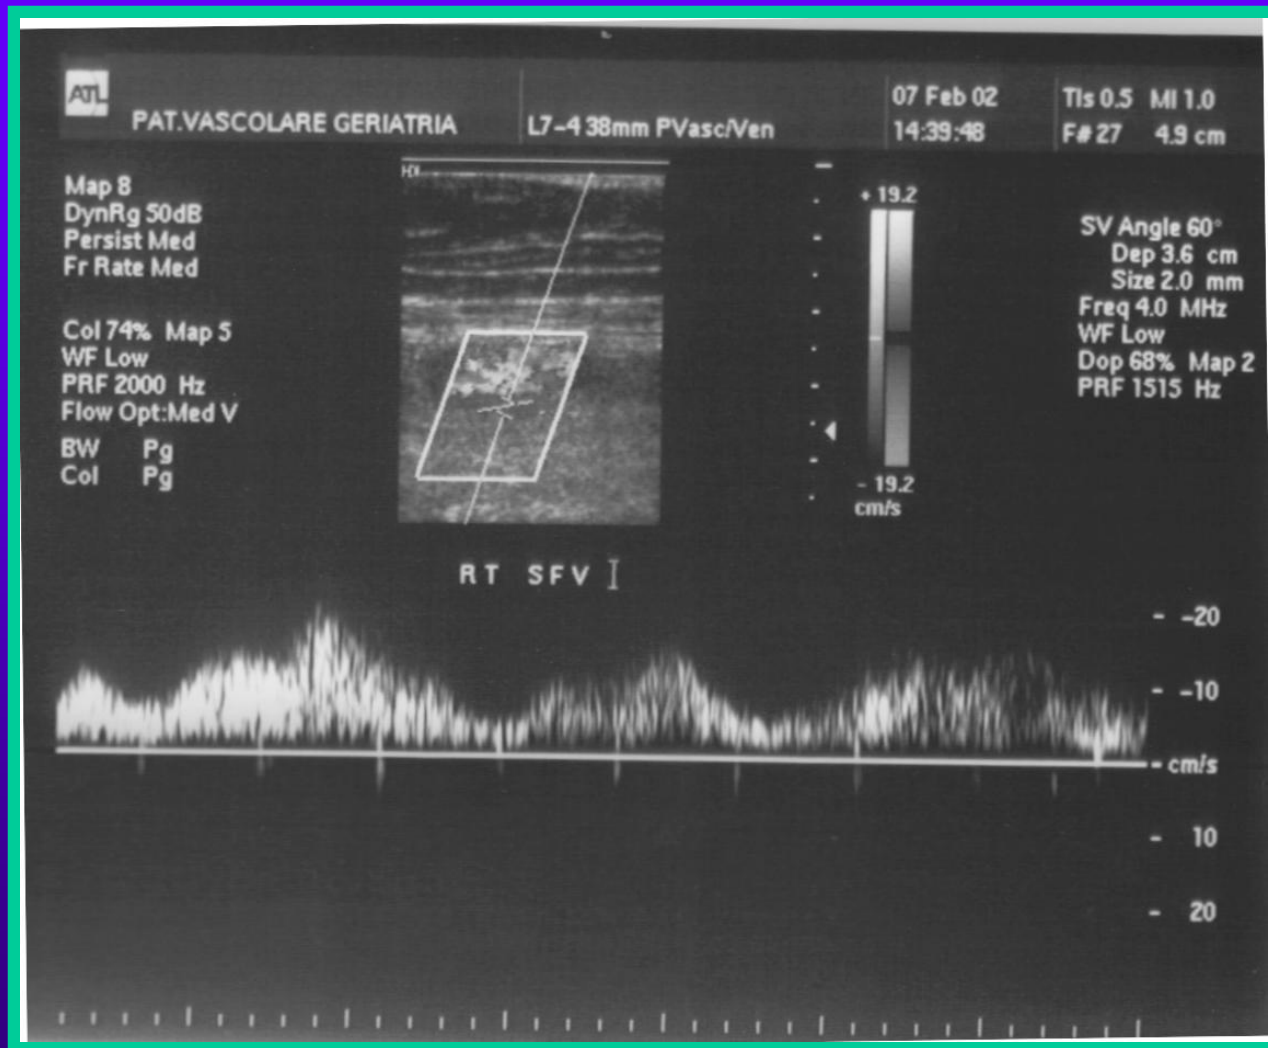 ATL
PAT.VASCOLARE GERIATRIA
L7-4 38mm PVasc/Ven
07 Feb 02
14:39:48
TIs 0.5 MI 1.0
F# 27 4.9 cm
Map 8
DynRg 50dB
Persist Med
Fr Rate Med
Col 74% Map 5
WF Low
PRF 2000 Hz
Flow Opt:Med V
BW Pg
Col Pg
HDI
+ 19.2
- 19.2
cm/s
SV Angle 60°
Dep 3.6 cm
Size 2.0 mm
Freq 4.0 MHz
WF Low
Dop 68% Map 2
PRF 1515 Hz
RT SFV
- -20
- -10
- cm/s
- 10
- 20